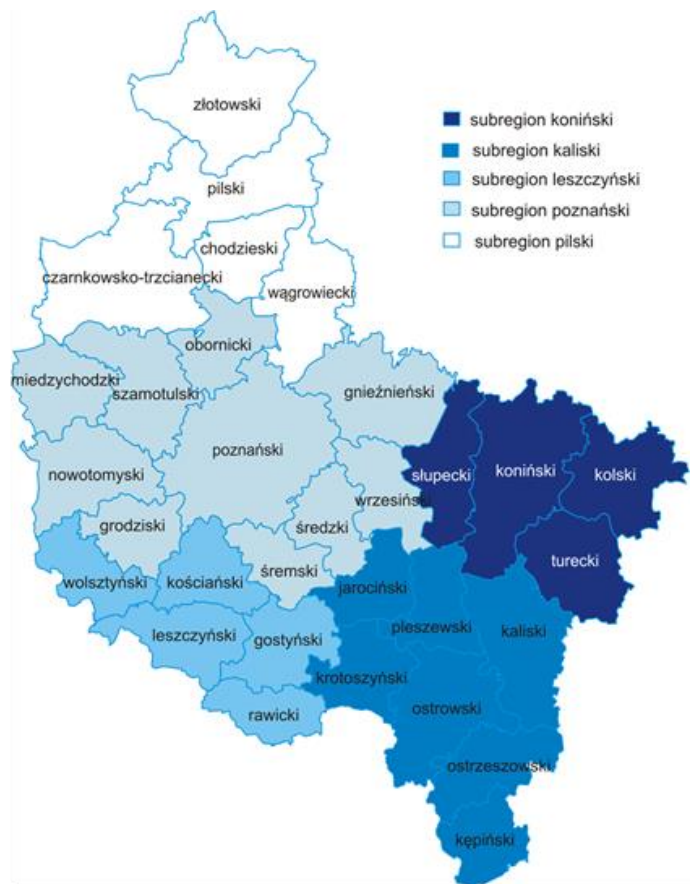 złotowski
subregion koniński
subregion kaliski
subregion leszczyński
subregion poznański
subregion pilski
pilski
chodzieski
czarnkowsko-trzcianecki
wągrowiecki
obornicki
miedzychodzki
szamotulski
gnieźnieński
poznański
nowotomyski
wrzesiński
słupecki
koniński
kolski
grodziski
średzki
śremski
turecki
wolsztyński
kościański
jarociński
leszczyński
gostyński
pleszewski
kaliski
krotoszyński
rawicki
ostrowski
ostrzeszowski
kępiński